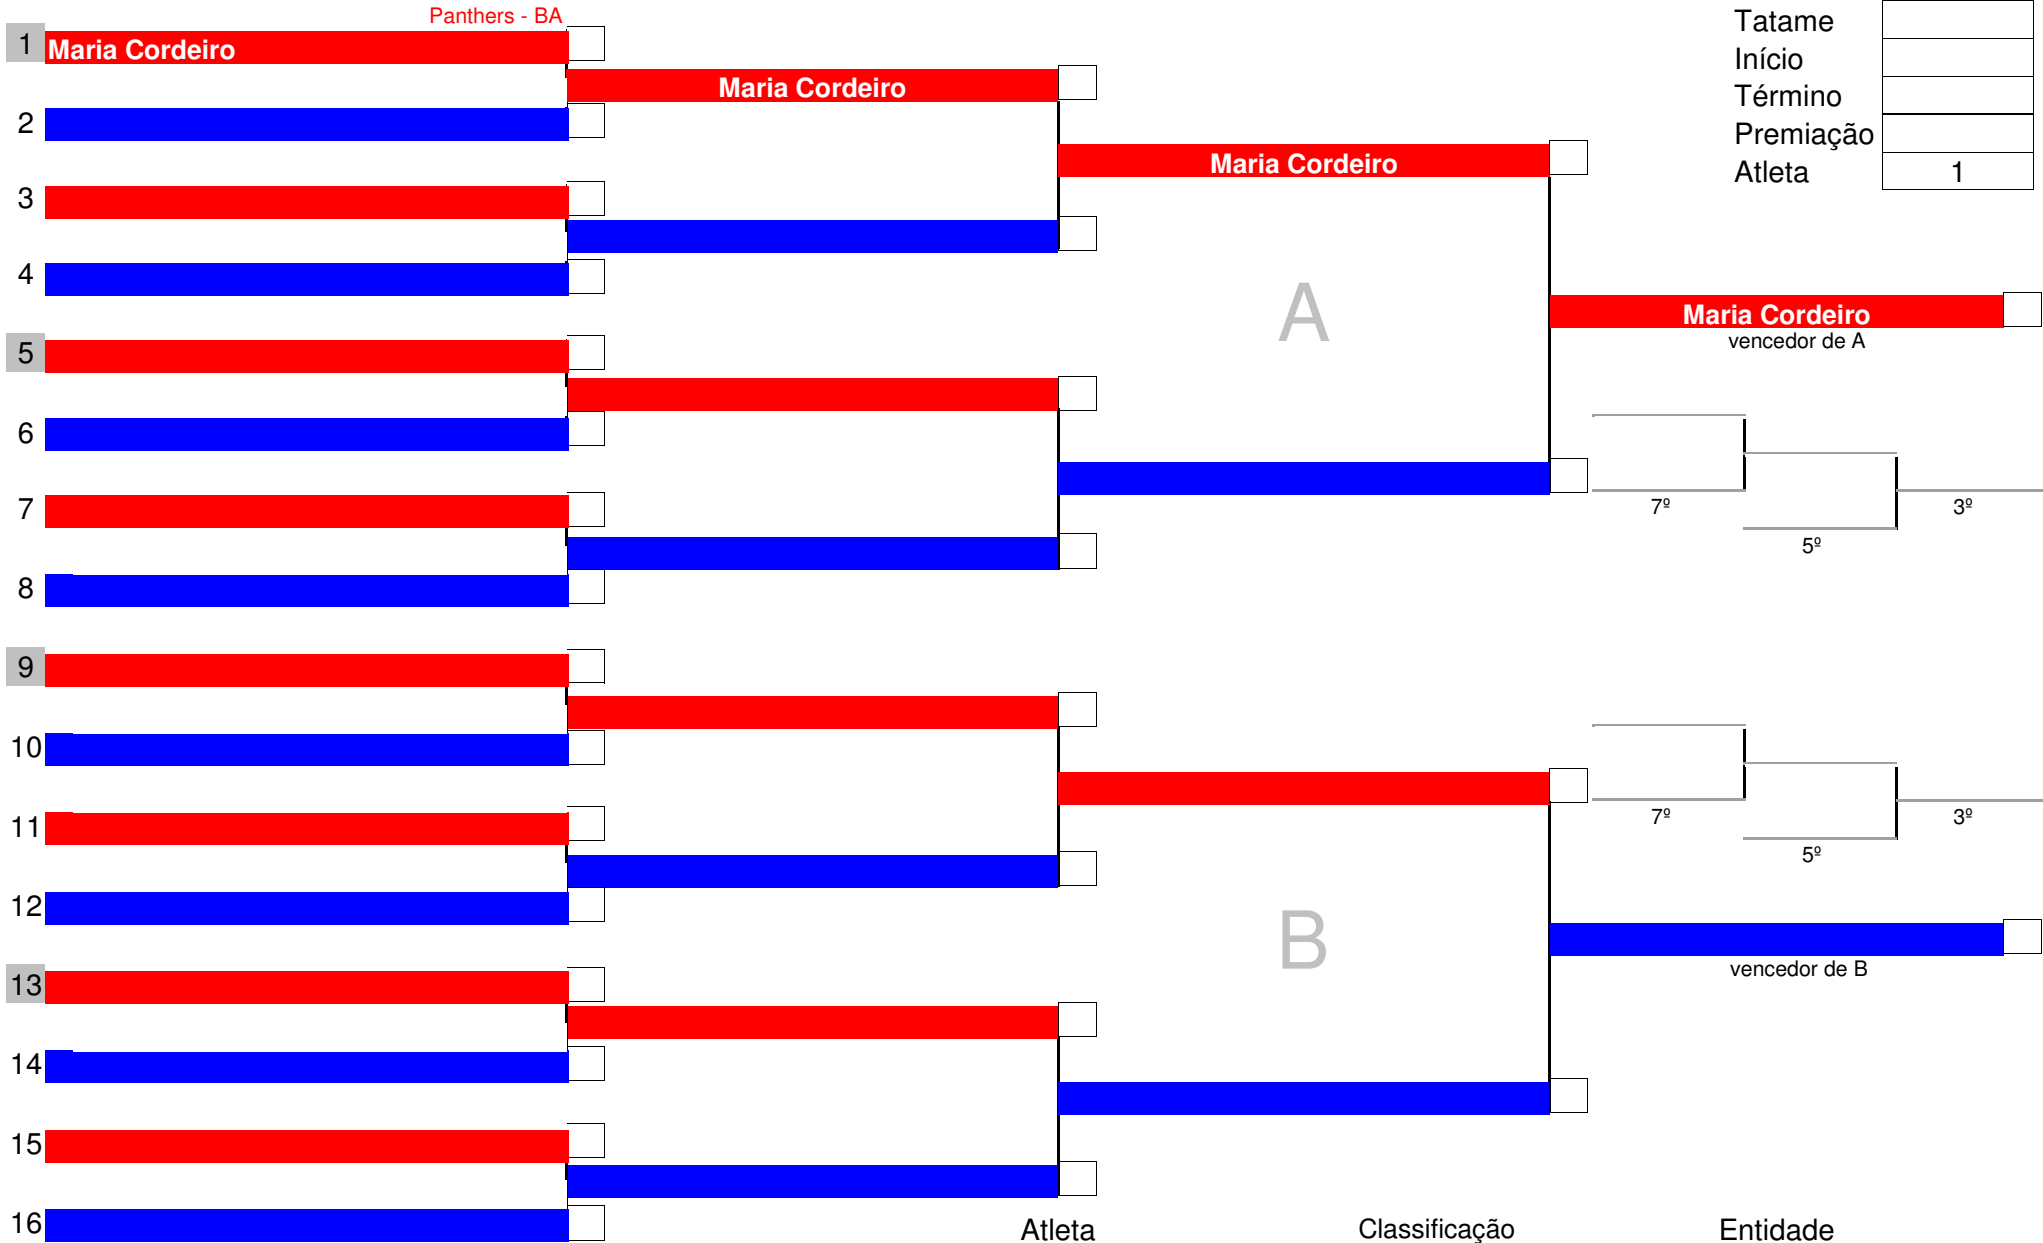 Panthers - BA
1 Maria Cordeiro
Maria Cordeiro
2
Maria Cordeiro
3
4
Maria Cordeiro
vencedor de A
A
5
6
7
8
7º
5º
3º
9
10
11
12
7º
5º
3º
B
vencedor de B
13
14
15
16
Tatame
Início
Término
Premiação
Atleta 1
Atleta Classificação Entidade